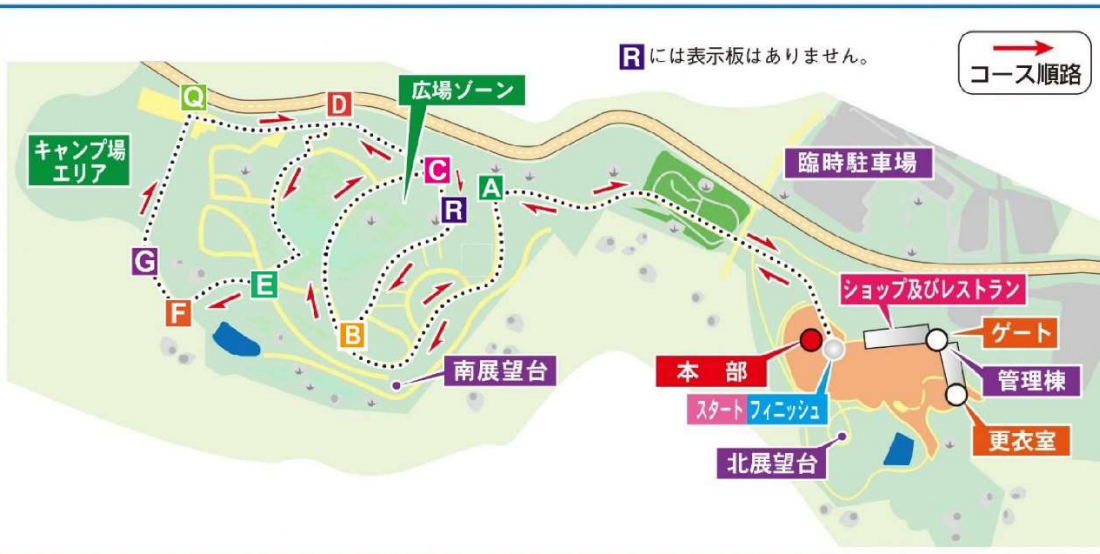 Rには表示板はありません。
コース順路
広場ゾーン
Q
D
キャンプ場
エリア
臨時駐車場
C
A
R
G
E
F
B
ショップ及びレストラン
ゲート
南展望台
本部
管理棟
スタート フィニッシュ
更衣室
北展望台